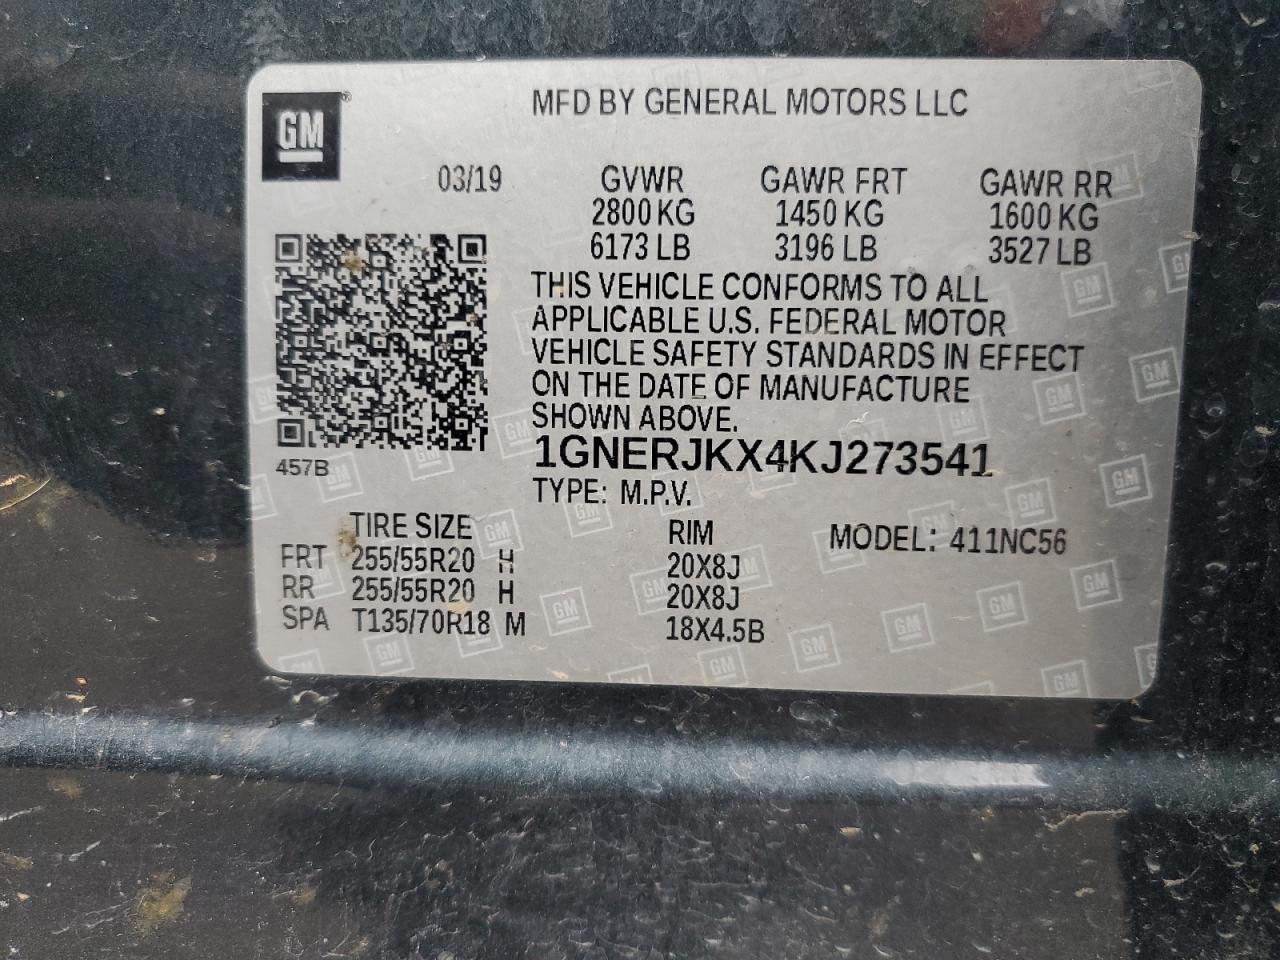 GM
MFD BY GENERAL MOTORS LLC
03/19 GVWR GAWR FRT GAWR RR
2800 KG 1450 KG 1600 KG
6173 LB 3196 LB 3527 LB
THIS VEHICLE CONFORMS TO ALL
APPLICABLE U.S. FEDERAL MOTOR
VEHICLE SAFETY STANDARDS IN EFFECT
ON THE DATE OF MANUFACTURE
SHOWN ABOVE.
1GNERJKX4KJ273541
457B
TYPE: M.P.V.
TIRE SIZE RIM MODEL: 411NC56
FRT 255/55R20 H 20X8J
RR 255/55R20 H 20X8J
SPA T135/70R18 M 18X4.5B